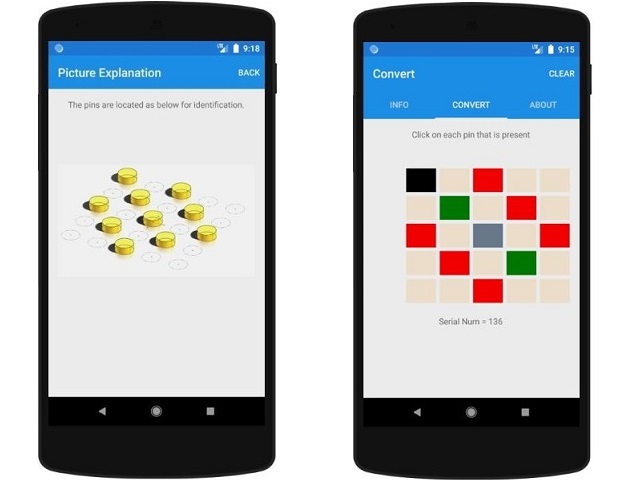 9:18
Picture Explanation
BACK
The pins are located as below for identification.
9:15
Convert
CLEAR
INFO
CONVERT
ABOUT
Click on each pin that is present
Serial Num = 136